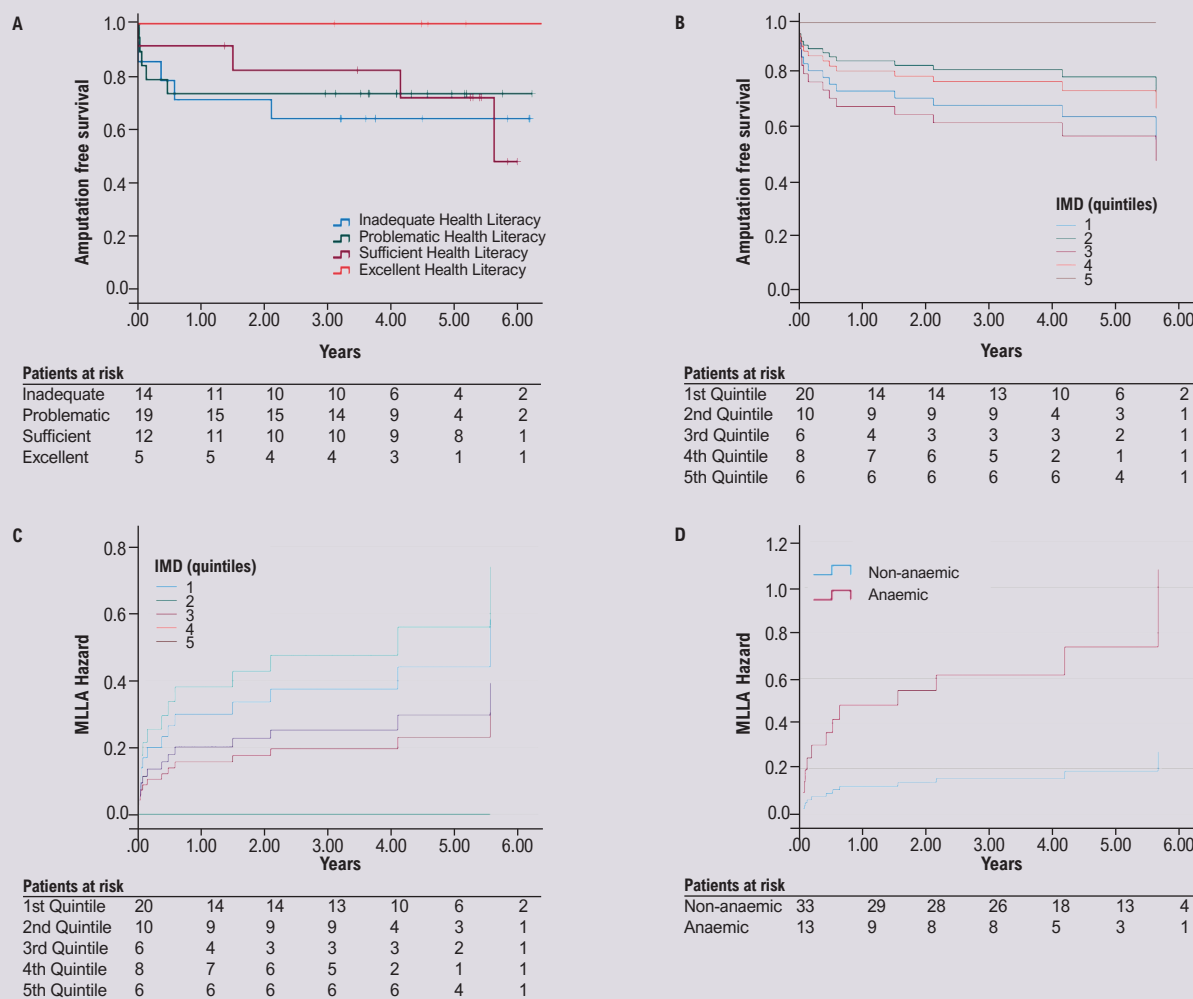 A
Amputation free survival
1.0
0.8
0.6
0.4
0.2
0.0
Inadequate Health Literacy
Problematic Health Literacy
Sufficient Health Literacy
Excellent Health Literacy
.00 1.00 2.00 3.00 4.00 5.00 6.00
Years
Patients at risk
Inadequate 14 11 10 10 6 4 2
Problematic 19 15 15 14 9 4 2
Sufficient 12 11 10 10 9 8 1
Excellent 5 5 4 4 3 1 1
B
Amputation free survival
1.0
0.8
0.6
0.4
0.2
0.0
IMD (quintiles)
1
2
3
4
5
.00 1.00 2.00 3.00 4.00 5.00 6.00
Years
Patients at risk
1st Quintile 20 14 14 13 10 6 2
2nd Quintile 10 9 9 9 4 3 1
3rd Quintile 6 4 3 3 3 2 1
4th Quintile 8 7 6 5 2 1 1
5th Quintile 6 6 6 6 6 4 1
C
MLLA Hazard
0.8
0.6
0.4
0.2
0.0
IMD (quintiles)
1
2
3
4
5
.00 1.00 2.00 3.00 4.00 5.00 6.00
Years
Patients at risk
1st Quintile 20 14 14 13 10 6 2
2nd Quintile 10 9 9 9 4 3 1
3rd Quintile 6 4 3 3 3 2 1
4th Quintile 8 7 6 5 2 1 1
5th Quintile 6 6 6 6 6 4 1
D
MLLA Hazard
1.2
1.0
0.8
0.6
0.4
0.2
0.0
Non-anaemic
Anaemic
.00 1.00 2.00 3.00 4.00 5.00 6.00
Years
Patients at risk
Non-anaemic 33 29 28 26 18 13 4
Anaemic 13 9 8 8 5 3 1